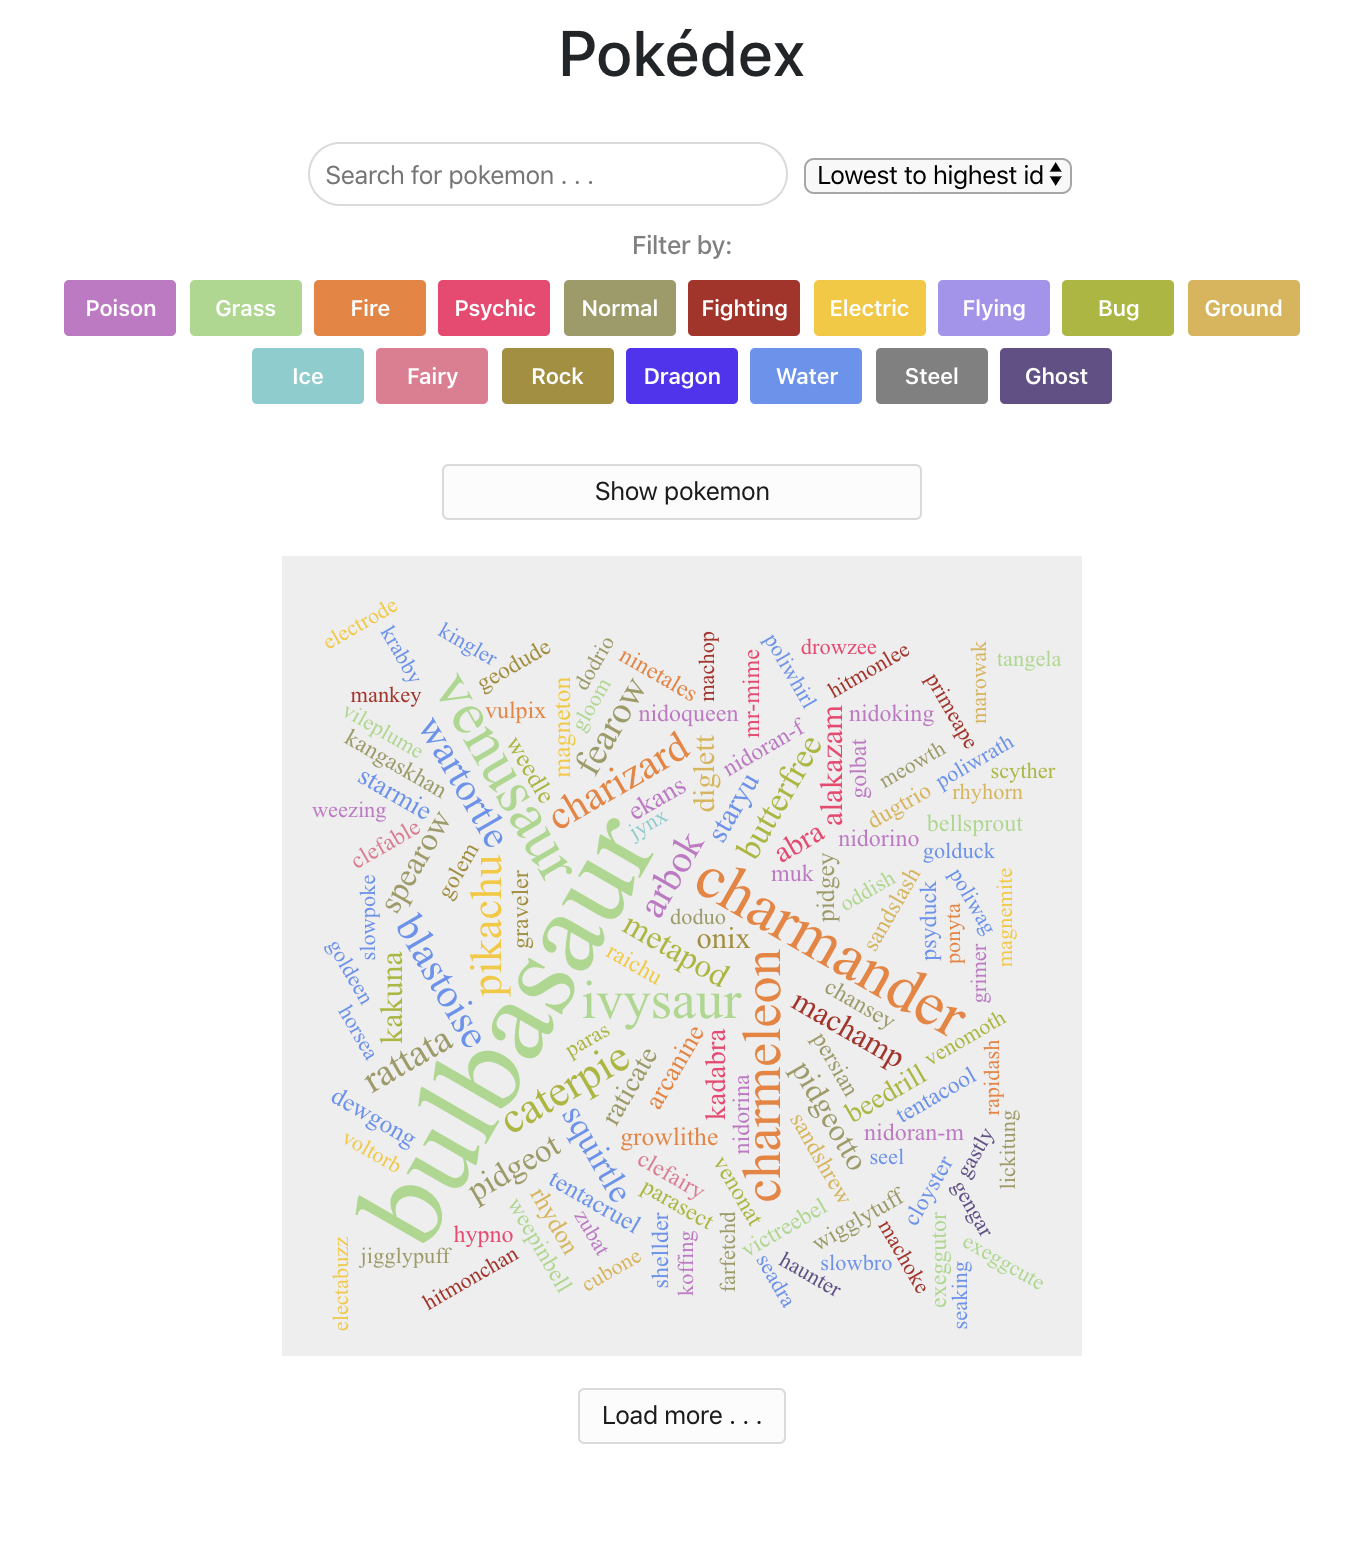 Pokédex
Search for pokemon . . .
Lowest to highest id
Filter by:
Poison
Grass
Fire
Psychic
Normal
Fighting
Electric
Flying
Bug
Ground
Ice
Fairy
Rock
Dragon
Water
Steel
Ghost
Show pokemon
electrode
krabby
kingler
geodude
dodrio
ninetales
machop
mr-mime
poliwhirl
drowzee
hitmonlee
primeape
marowak
tangela
mankey
venusaur
vulpix
magneton
gloom
fearow
nidoqueen
nidoran-f
alakazam
nidoking
vileplume
kangaskhan
wartortle
weedle
charizard
diglett
butterfree
golbat
meowth
poliwrath
scyther
starmie
weezing
ekans
jynx
staryu
dugtrio
rhyhorn
clefable
spearow
golem
arbok
abra
nidorino
bellsprout
golduck
slowpoke
pikachu
graveler
muk
pidgey
oddish
sandslash
psyduck
poliwag
magnemite
ponyta
grimer
goldeen
blastoise
kakuna
bulbasaur
doduo
onix
metapod
raichu
charmander
ivysaur
chansey
machamp
horsea
rattata
paras
caterpie
raticate
arcanine
kadabra
nidorina
charmeleon
persian
pidgeotto
beedrill
venomoth
tentacool
rapidash
lickitung
dewgong
voltorb
pidgeot
squirtle
growlithe
clefairy
parasect
venonat
sandshrew
nidoran-m
seel
gastly
cloyster
gengar
tentacruel
rhydon
weepinbell
zubat
hypno
jigglypuff
hitmonchan
electabuzz
cubone
shellder
koffing
farfetchd
victreebel
seadra
haunter
wigglytuff
slowbro
machoke
exeggutor
seaking
exeggcute
Load more . . .